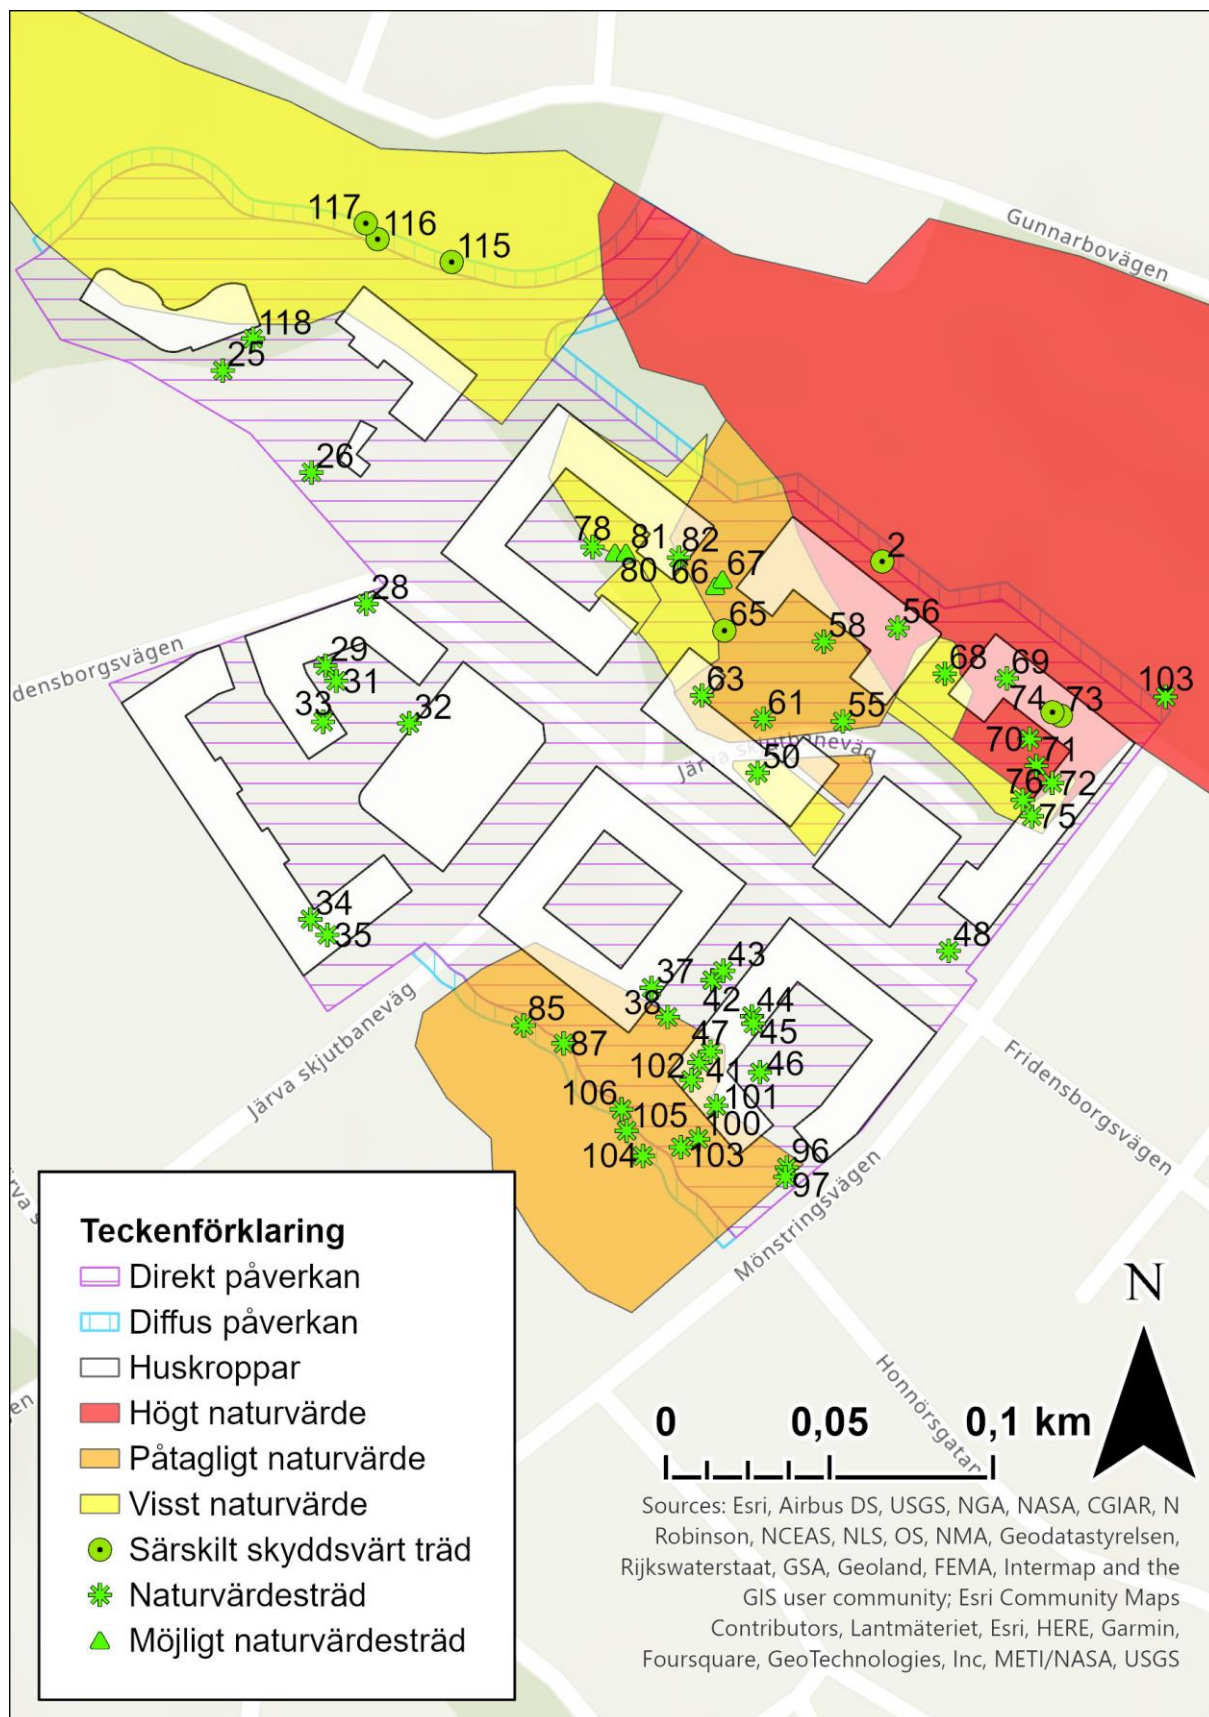 Gunnarbovägen
117
116
115
118
25
26
78
81
82
80
66
67
2
65
58
56
28
densborgsvägen
29
31
33
32
63
61
55
68
69
74
73
103
70
71
76
72
75
Järva skjutbaneväg
50
34
35
48
37
43
38
42
44
45
85
87
47
102
41
46
106
105
101
100
104
103
96
97
Järva skjutbaneväg
Fridensborgsvägen
Mönstringsvägen
Honnörsgatan
Teckenförklaring
Direkt påverkan
Diffus påverkan
Huskroppar
Högt naturvärde
Påtagligt naturvärde
Visst naturvärde
Särskilt skyddsvärt träd
Naturvärdesträd
Möjligt naturvärdesträd
N
0 0,05 0,1 km
Sources: Esri, Airbus DS, USGS, NGA, NASA, CGIAR, N
Robinson, NCEAS, NLS, OS, NMA, Geodatastyrelsen,
Rijkswaterstaat, GSA, Geoland, FEMA, Intermap and the
GIS user community; Esri Community Maps
Contributors, Lantmäteriet, Esri, HERE, Garmin,
Foursquare, GeoTechnologies, Inc, METI/NASA, USGS